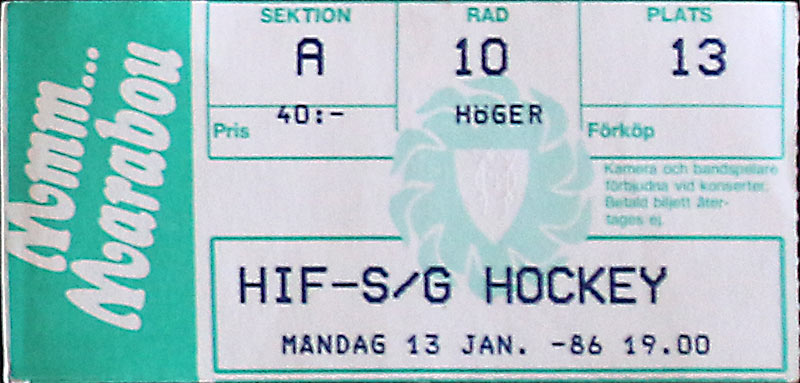 Mmm...
Marabou
SEKTION RAD PLATS
A 10 13
Pris 40:- HÖGER Förköp
Kamera och bandspelare
förbjudna vid konserter.
Betald biljett åter-
tages ej.
HIF-S/G HOCKEY
MANDAG 13 JAN. -86 19.00